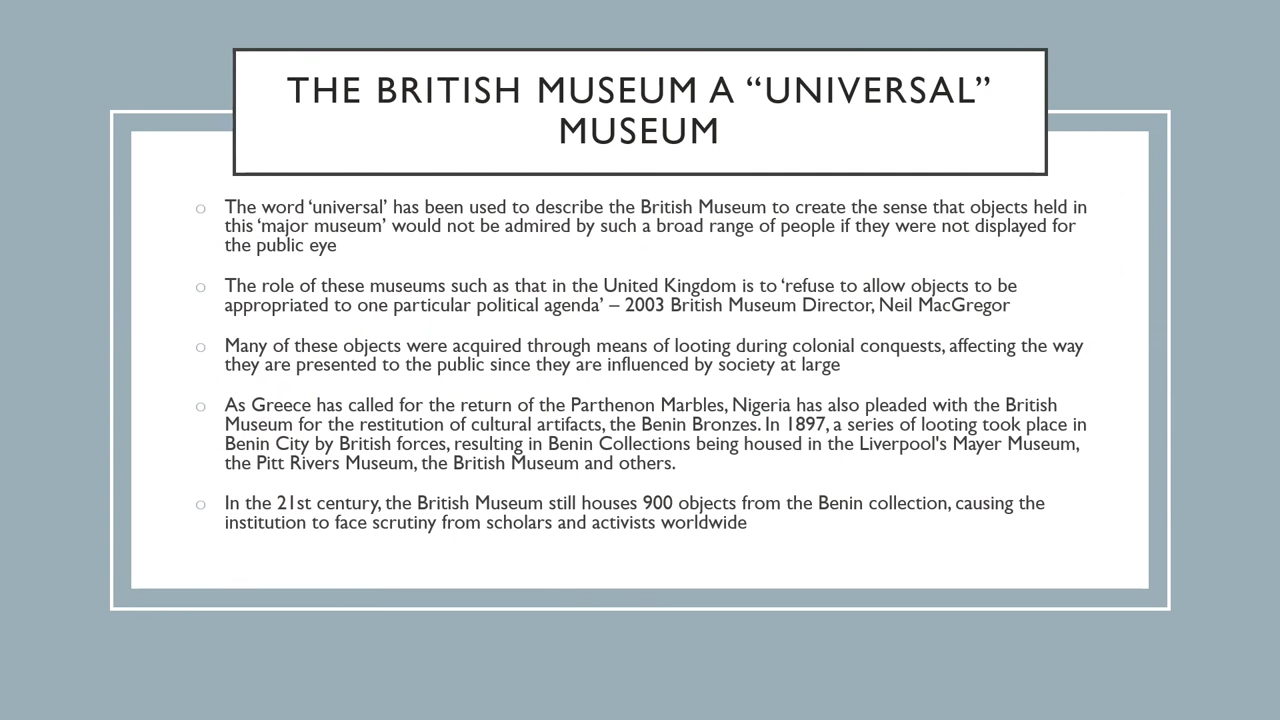 THE BRITISH MUSEUM A “UNIVERSAL”
MUSEUM
o The word ‘universal’ has been used to describe the British Museum to create the sense that objects held in
this ‘major museum’ would not be admired by such a broad range of people if they were not displayed for
the public eye
o The role of these museums such as that in the United Kingdom is to ‘refuse to allow objects to be
appropriated to one particular political agenda’ – 2003 British Museum Director, Neil MacGregor
o Many of these objects were acquired through means of looting during colonial conquests, affecting the way
they are presented to the public since they are influenced by society at large
o As Greece has called for the return of the Parthenon Marbles, Nigeria has also pleaded with the British
Museum for the restitution of cultural artifacts, the Benin Bronzes. In 1897, a series of looting took place in
Benin City by British forces, resulting in Benin Collections being housed in the Liverpool's Mayer Museum,
the Pitt Rivers Museum, the British Museum and others.
o In the 21st century, the British Museum still houses 900 objects from the Benin collection, causing the
institution to face scrutiny from scholars and activists worldwide